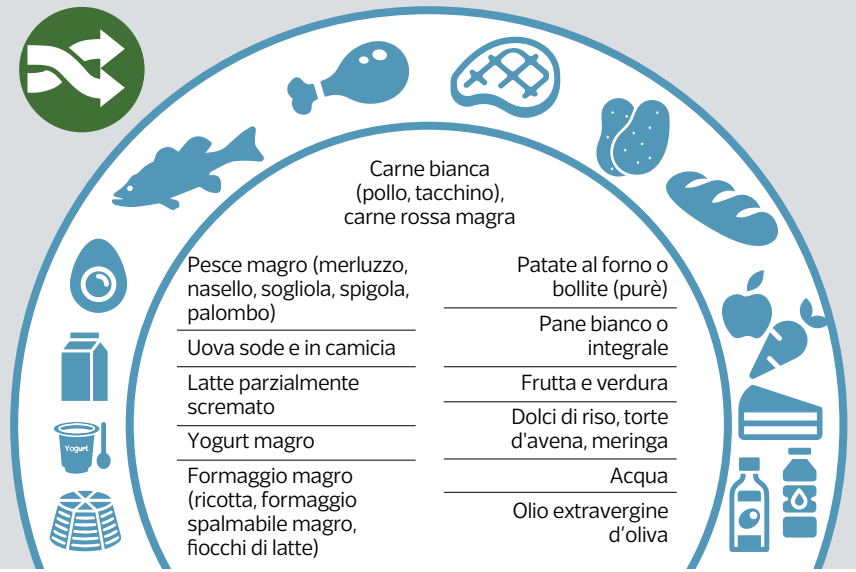 Carne bianca
(pollo, tacchino),
carne rossa magra
Pesce magro (merluzzo,
nasello, sogliola, spigola,
palombo)
Uova sode e in camicia
Latte parzialmente
scremato
Yogurt magro
Formaggio magro
(ricotta, formaggio
spalmabile magro,
fiocchi di latte)
Patate al forno o
bollite (purè)
Pane bianco o
integrale
Frutta e verdura
Dolci di riso, torte
d'avena, meringa
Acqua
Olio extravergine
d’oliva
Yogurt